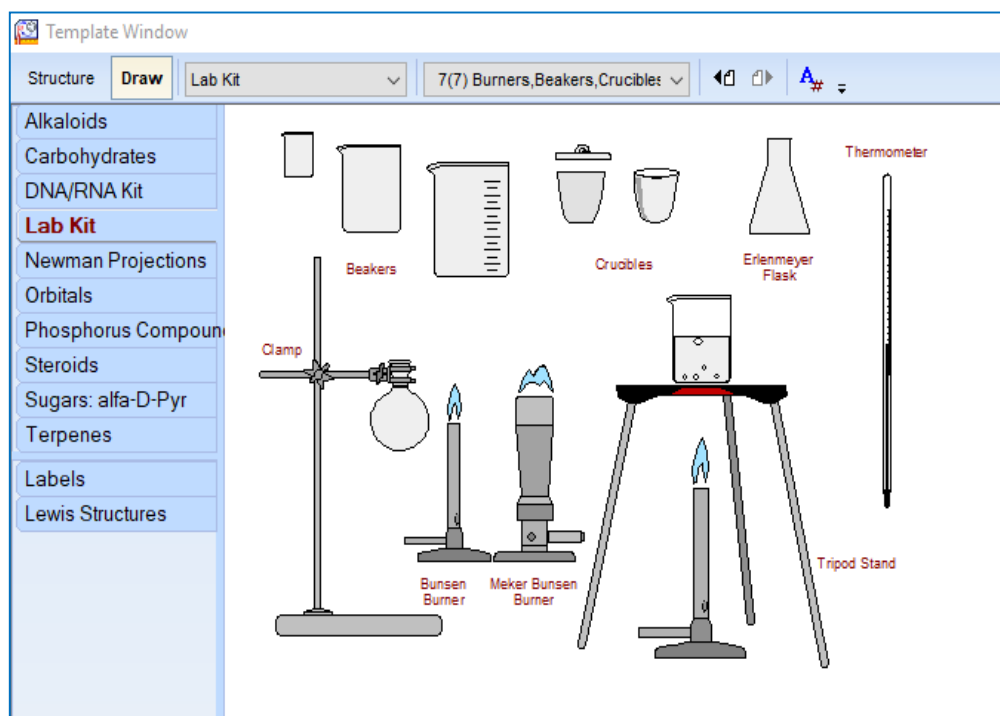 Template Window
Structure Draw Lab Kit 7(7) Burners,Beakers,Crucibles
A#
Alkaloids
Carbohydrates
DNA/RNA Kit
Lab Kit
Newman Projections
Orbitals
Phosphorus Compoun
Steroids
Sugars: alfa-D-Pyr
Terpenes
Labels
Lewis Structures
Thermometer
Beakers
Crucibles
Erlenmeyer
Flask
Clamp
Bunsen
Burner
Meker Bunsen
Burner
Tripod Stand